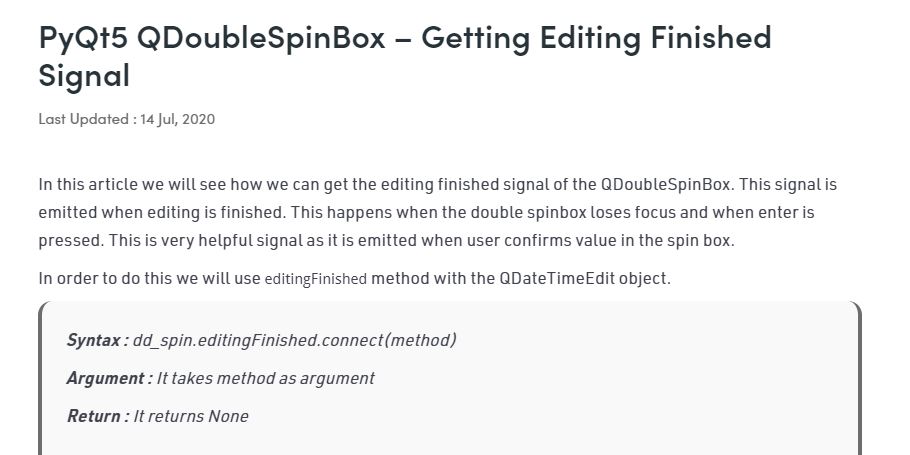 PyQt5 QDoubleSpinBox – Getting Editing Finished
Signal
Last Updated : 14 Jul, 2020
In this article we will see how we can get the editing finished signal of the QDoubleSpinBox. This signal is
emitted when editing is finished. This happens when the double spinbox loses focus and when enter is
pressed. This is very helpful signal as it is emitted when user confirms value in the spin box.
In order to do this we will use editingFinished method with the QDateTimeEdit object.
Syntax : dd_spin.editingFinished.connect(method)
Argument : It takes method as argument
Return : It returns None